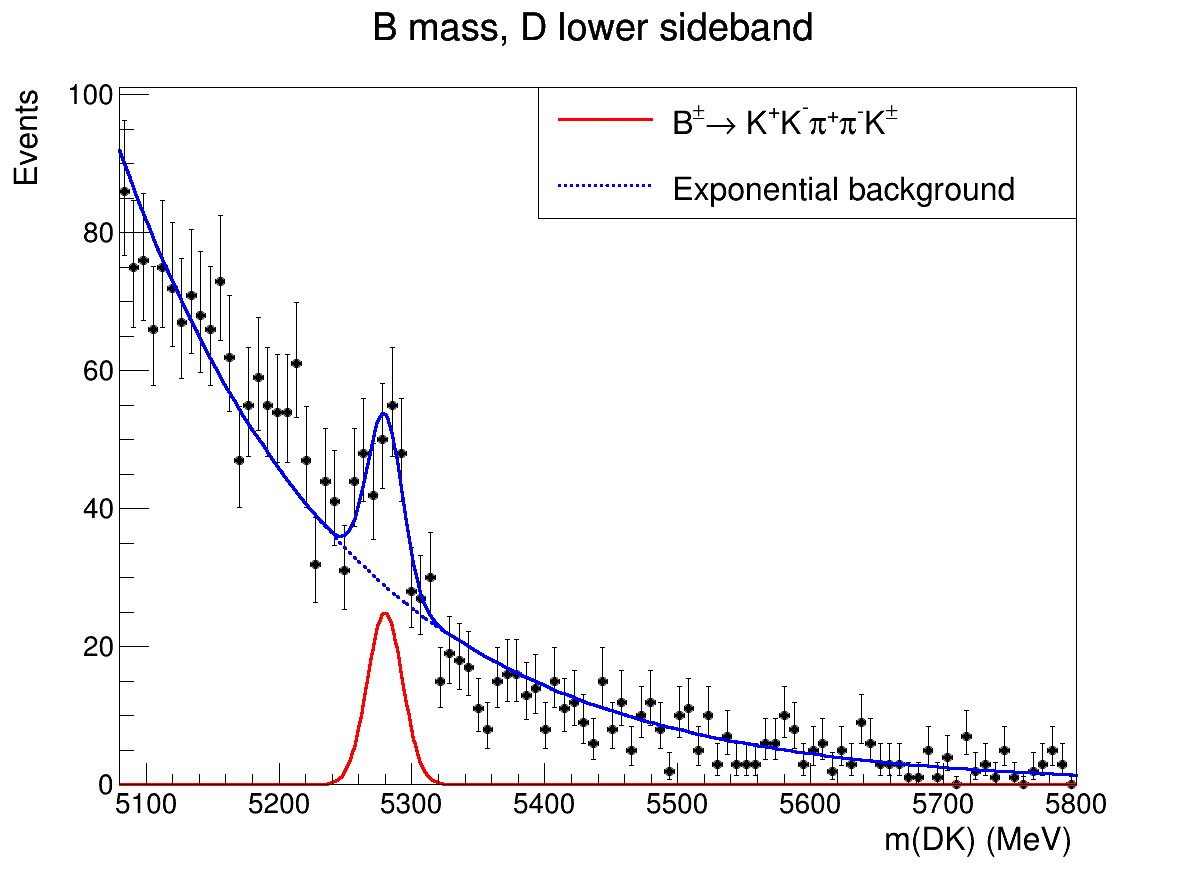 B mass, D lower sideband
Events
100
80
60
40
20
0
B± → K⁺K⁻π⁺π⁻K±
Exponential background
5100 5200 5300 5400 5500 5600 5700 5800
m(DK) (MeV)